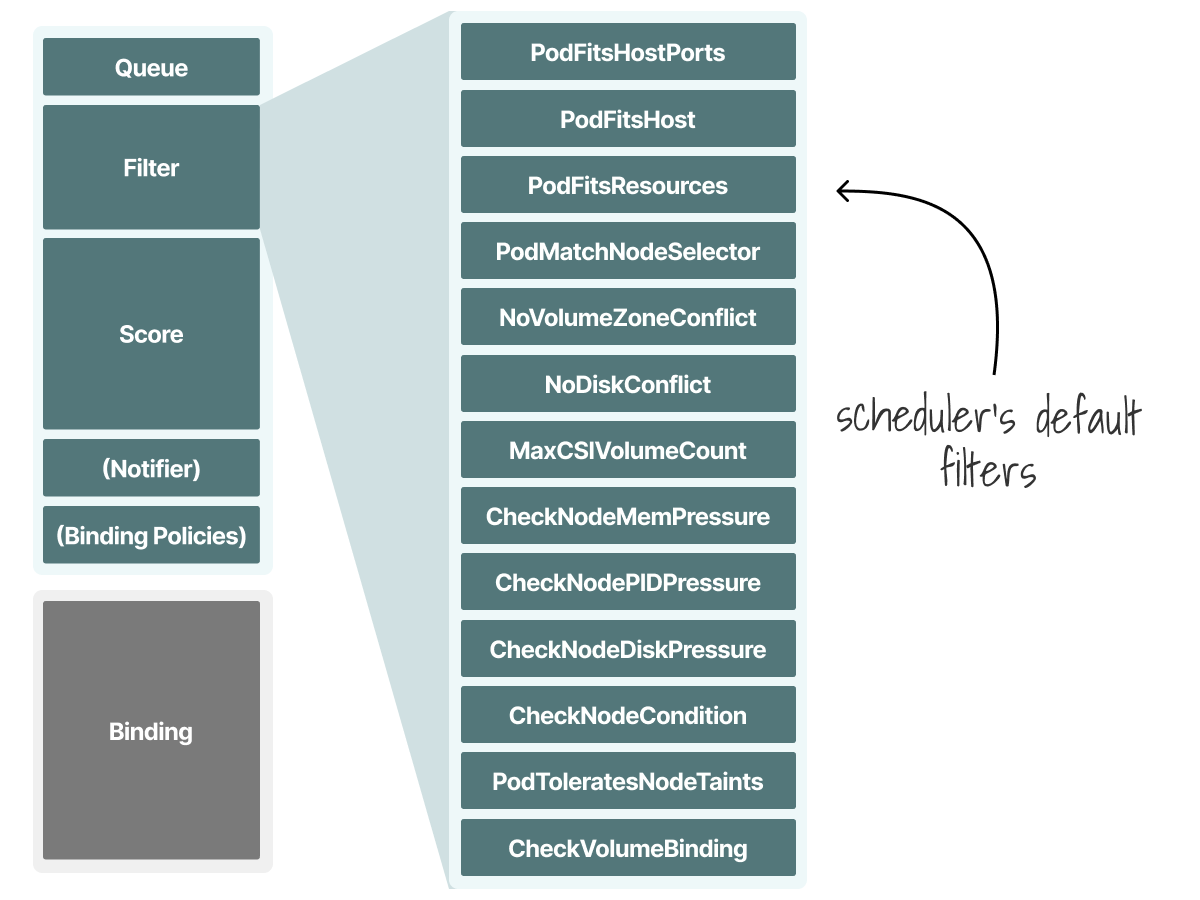 Queue
Filter
Score
(Notifier)
(Binding Policies)
Binding
PodFitsHostPorts
PodFitsHost
PodFitsResources
PodMatchNodeSelector
NoVolumeZoneConflict
NoDiskConflict
MaxCSIVolumeCount
CheckNodeMemPressure
CheckNodePIDPressure
CheckNodeDiskPressure
CheckNodeCondition
PodToleratesNodeTaints
CheckVolumeBinding
scheduler's default
filters